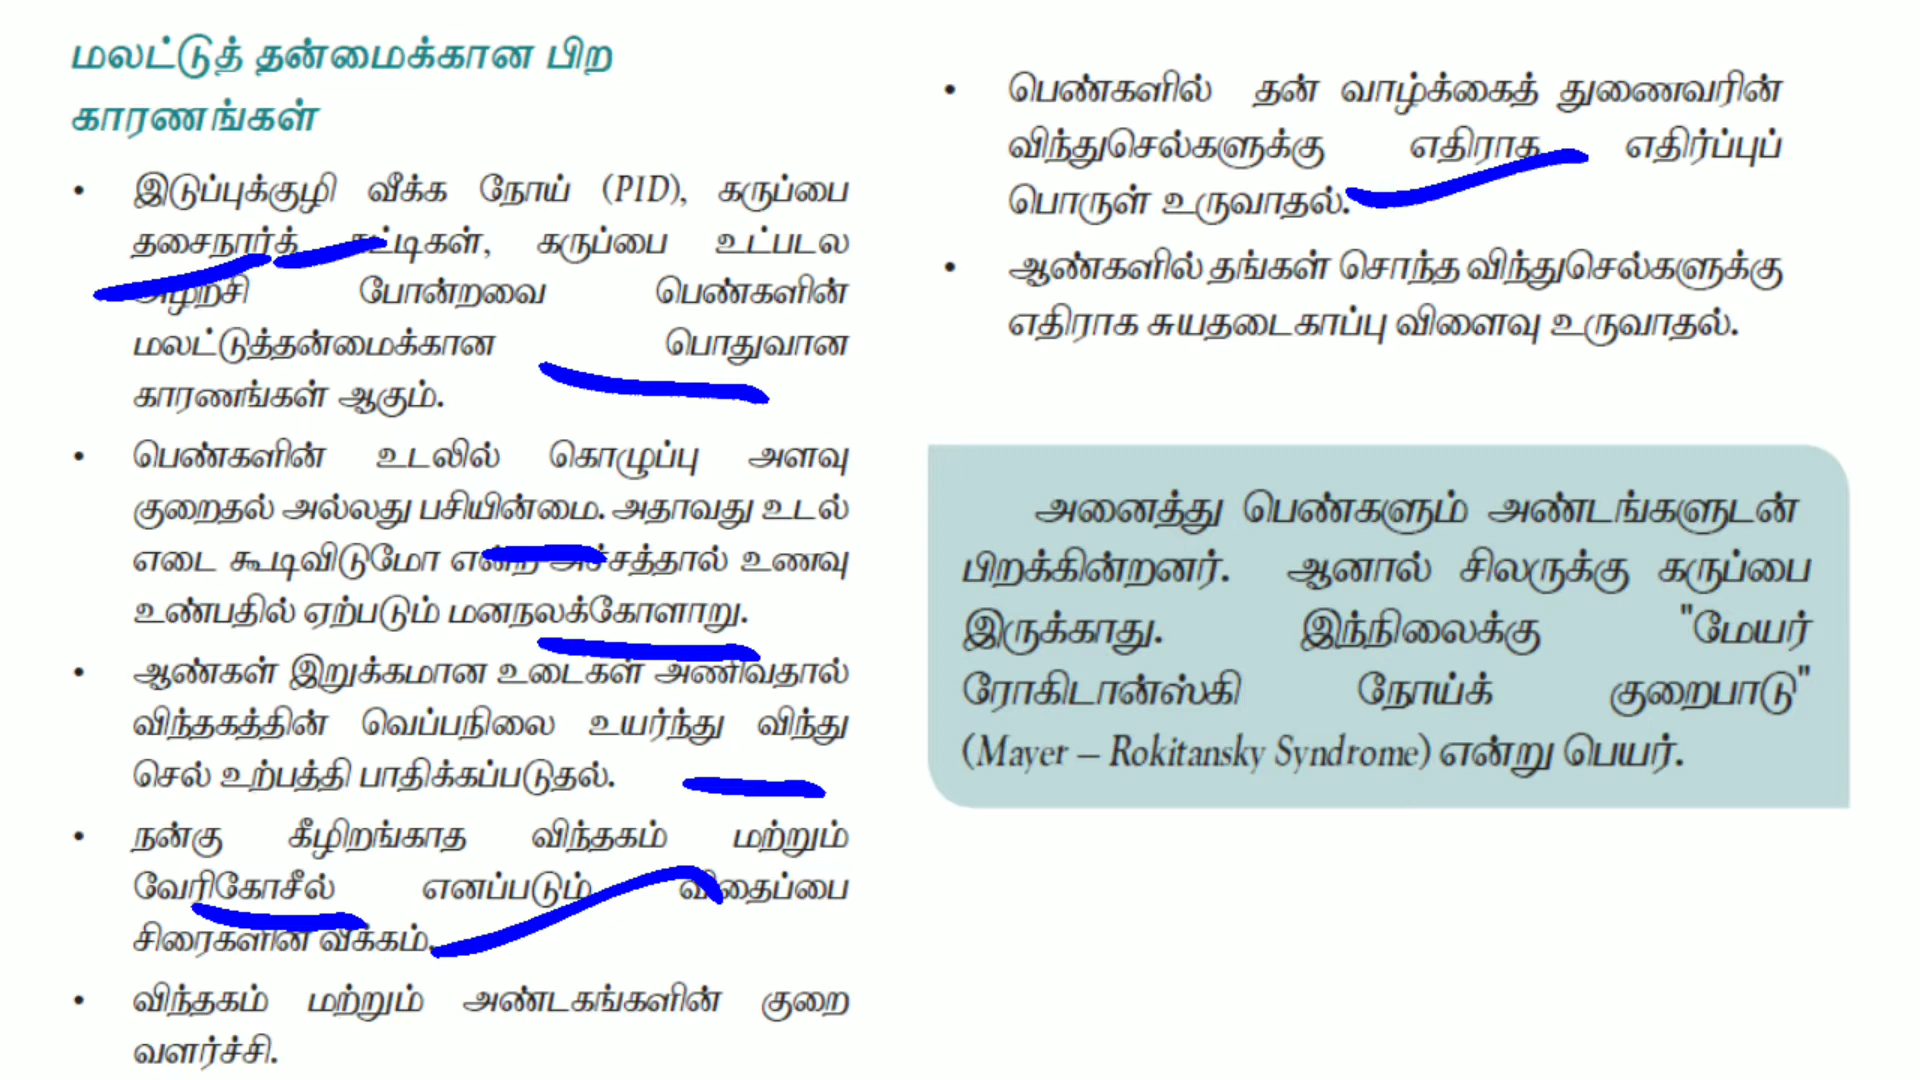 மலட்டுத் தன்மைக்கான பிற
காரணங்கள்
• இடுப்புக்குழி வீக்க நோய் (PID), கருப்பை
தசைநார்க் கட்டிகள், கருப்பை உட்படல
அழற்சி போன்றவை பெண்களின்
மலட்டுத்தன்மைக்கான பொதுவான
காரணங்கள் ஆகும்.
• பெண்களின் உடலில் கொழுப்பு அளவு
குறைதல் அல்லது பசியின்மை. அதாவது உடல்
எடை கூடிவிடுமோ என்ற அச்சத்தால் உணவு
உண்பதில் ஏற்படும் மனநலக்கோளாறு.
• ஆண்கள் இறுக்கமான உடைகள் அணிவதால்
விந்தகத்தின் வெப்பநிலை உயர்ந்து விந்து
செல் உற்பத்தி பாதிக்கப்படுதல்.
• நன்கு கீழிறங்காத விந்தகம் மற்றும்
வேரிகோசீல் எனப்படும் விதைப்பை
சிரைகளின் வீக்கம்.
• விந்தகம் மற்றும் அண்டகங்களின் குறை
வளர்ச்சி.
• பெண்களில் தன் வாழ்க்கைத் துணைவரின்
விந்துசெல்களுக்கு எதிராக எதிர்ப்புப்
பொருள் உருவாதல்.
• ஆண்களில் தங்கள் சொந்த விந்துசெல்களுக்கு
எதிராக சுயதடைகாப்பு விளைவு உருவாதல்.
அனைத்து பெண்களும் அண்டங்களுடன்
பிறக்கின்றனர். ஆனால் சிலருக்கு கருப்பை
இருக்காது. இந்நிலைக்கு "மேயர்
ரோகிடான்ஸ்கி நோய்க் குறைபாடு"
(Mayer – Rokitansky Syndrome) என்று பெயர்.